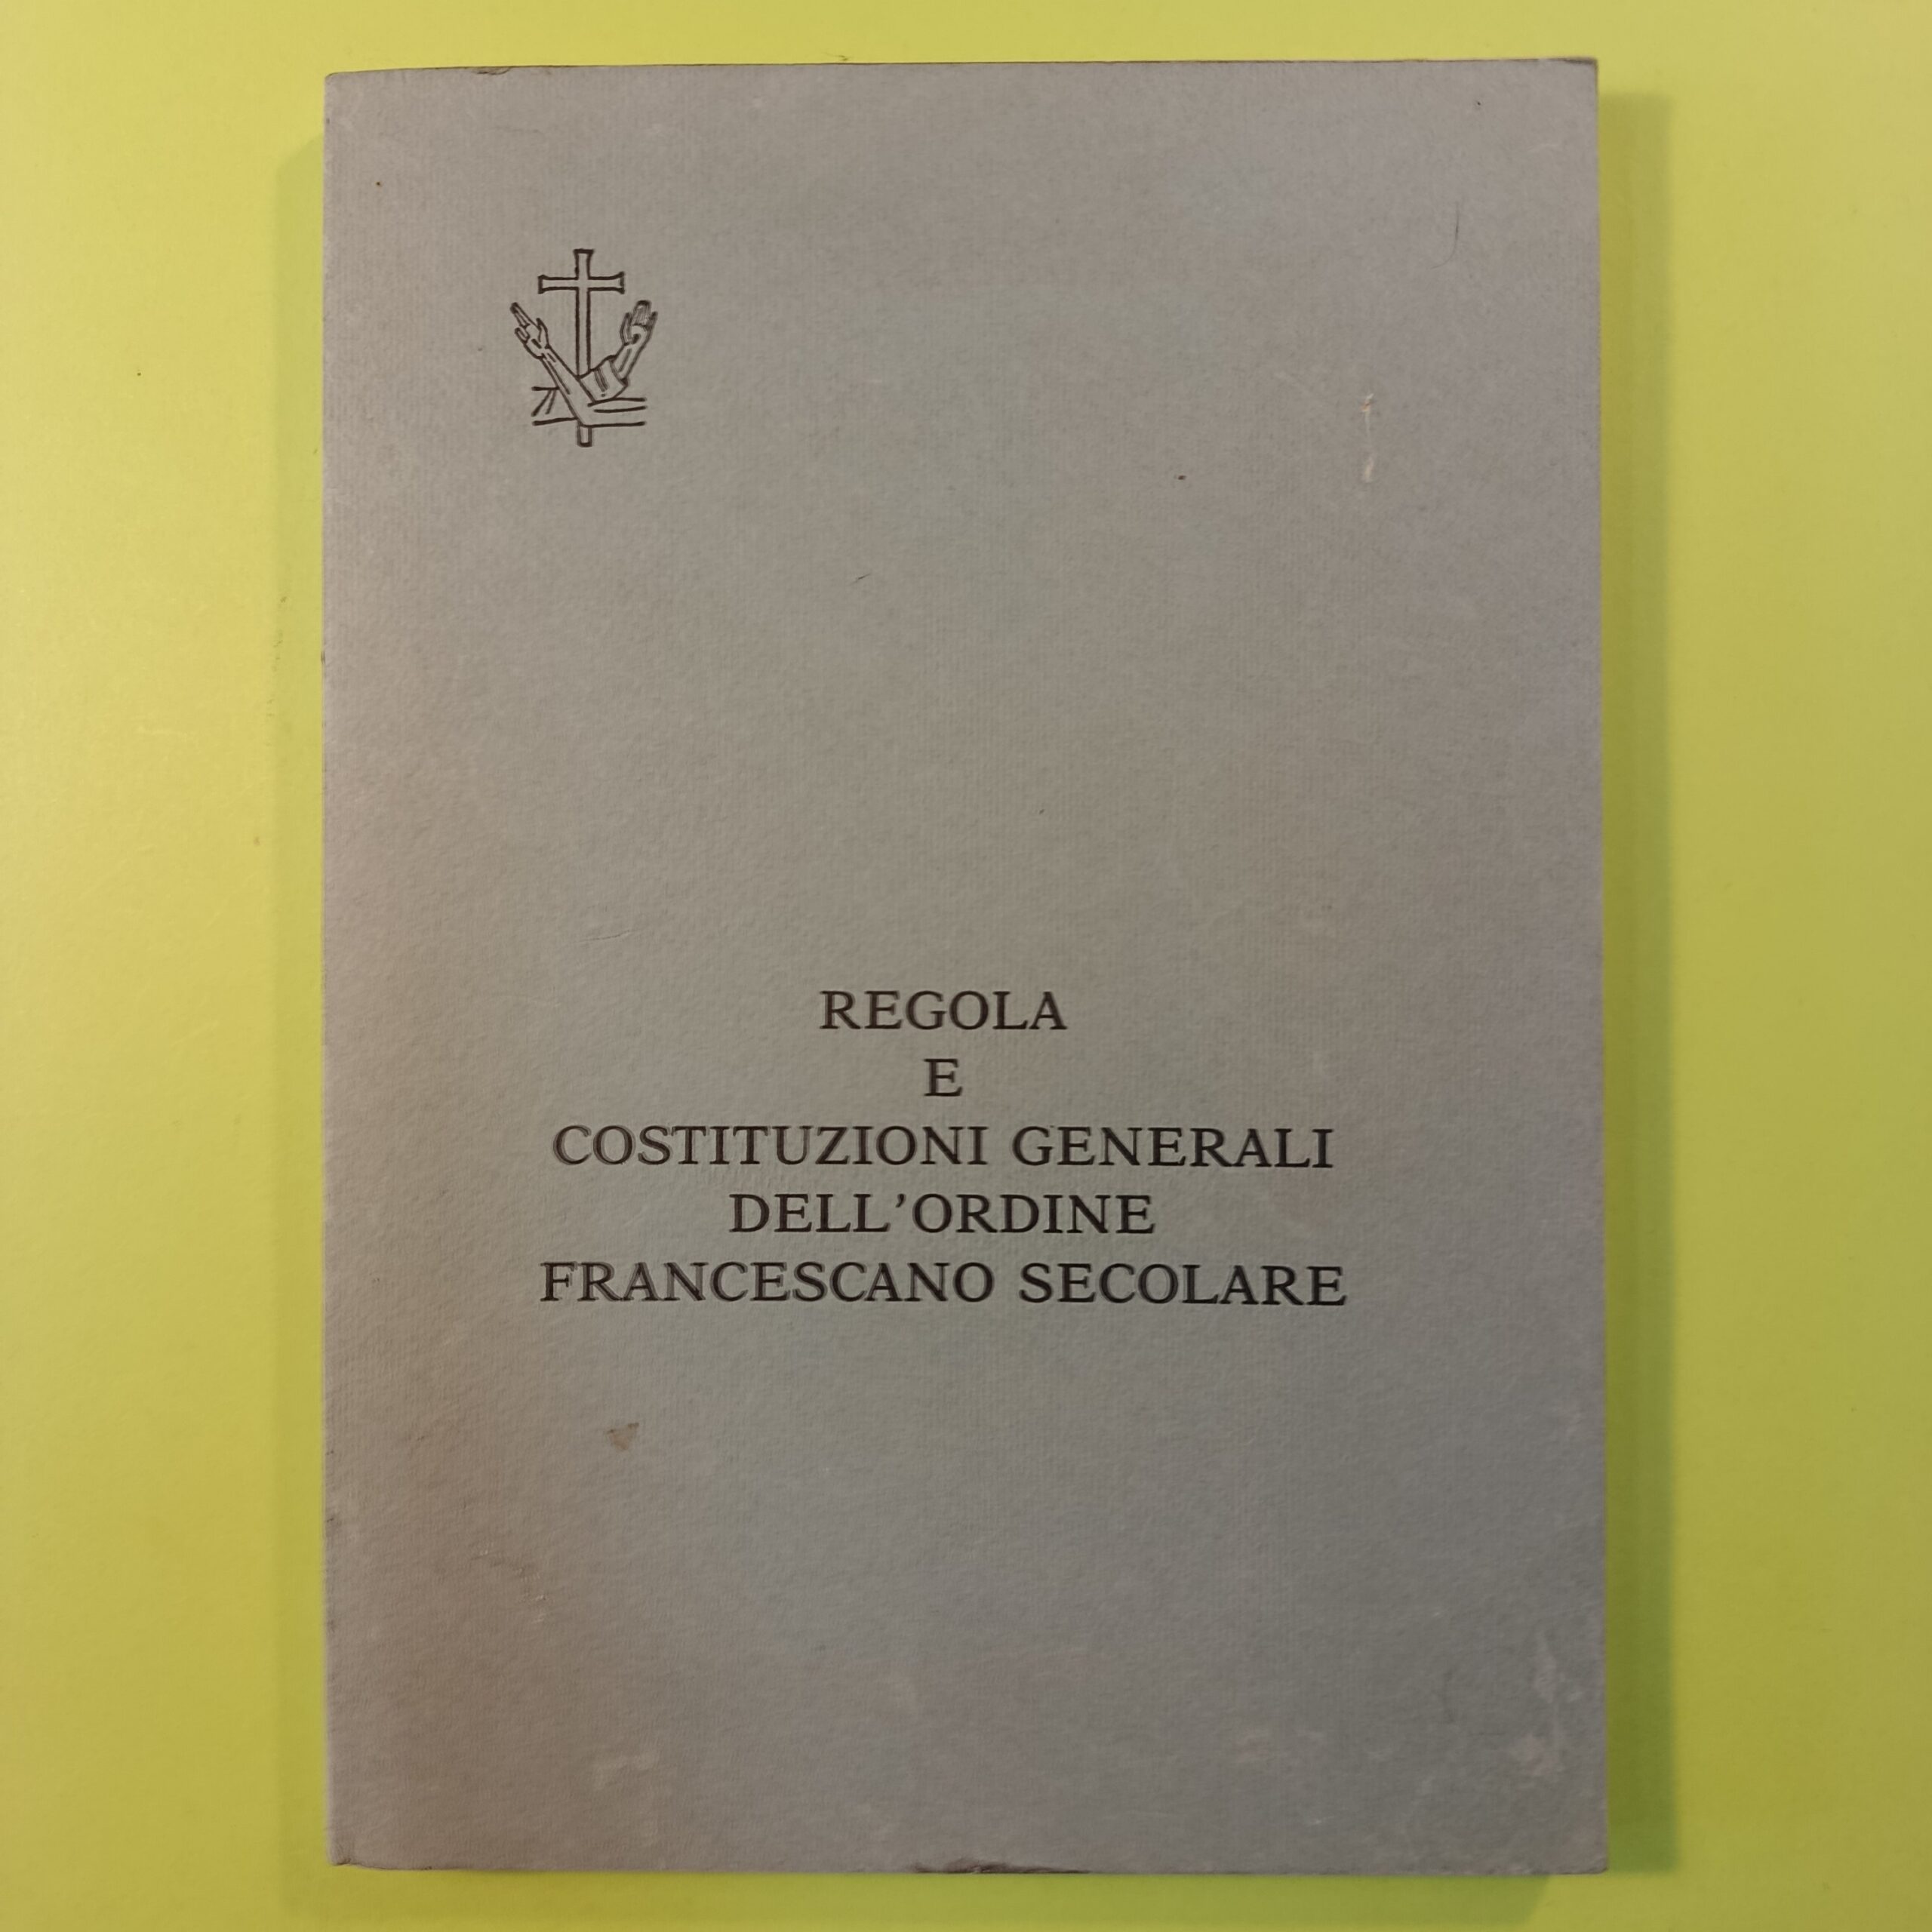 REGOLA
E
COSTITUZIONI GENERALI
DELL'ORDINE
FRANCESCANO SECOLARE